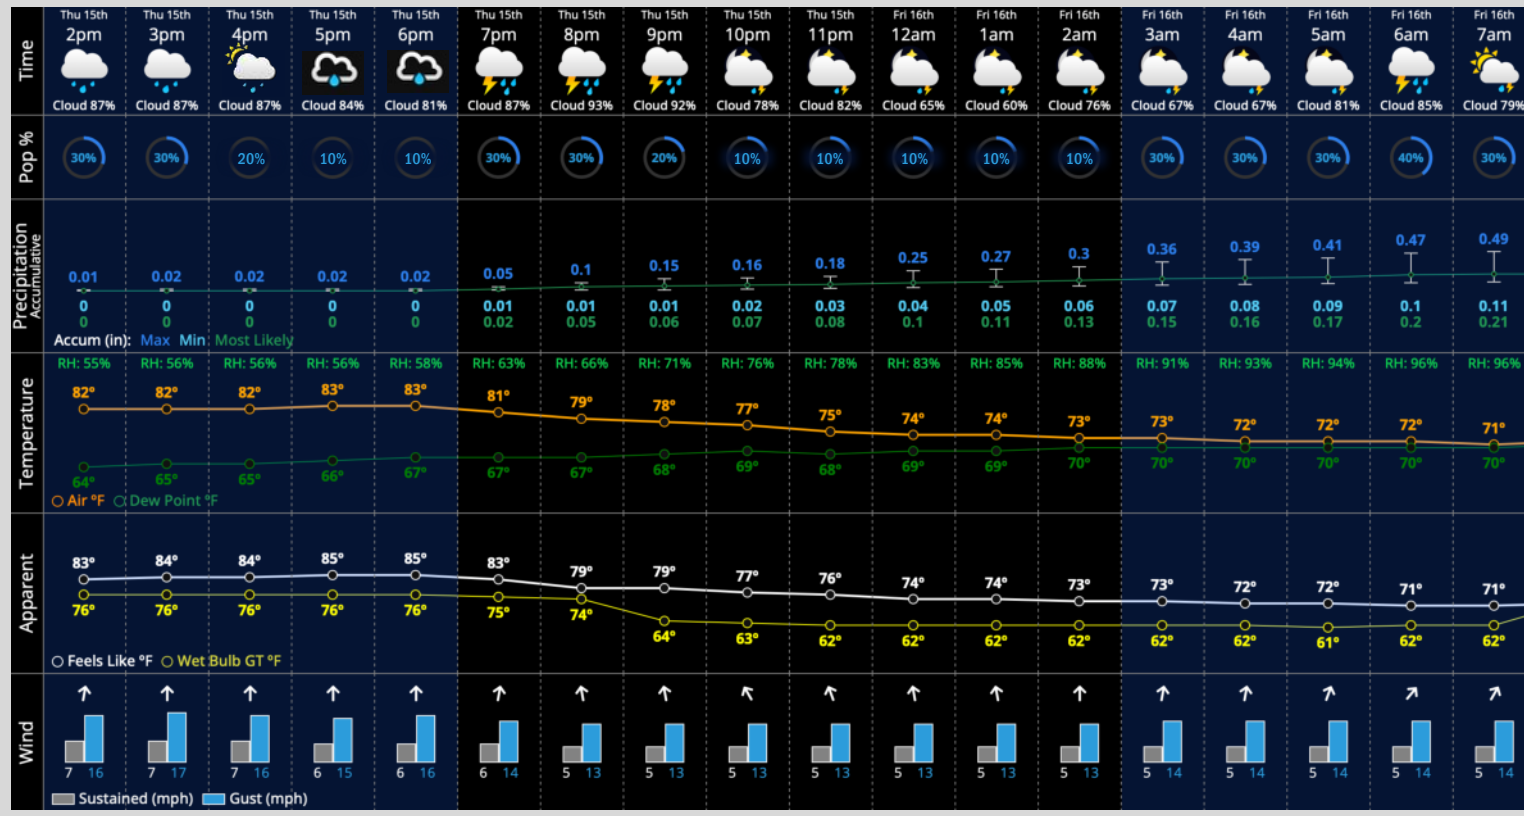 Thu 15th Thu 15th Thu 15th Thu 15th Thu 15th Thu 15th Thu 15th Thu 15th Thu 15th Thu 15th Fri 16th Fri 16th Fri 16th Fri 16th Fri 16th Fri 16th Fri 16th Fri 16th
2pm 3pm 4pm 5pm 6pm 7pm 8pm 9pm 10pm 11pm 12am 1am 2am 3am 4am 5am 6am 7am
Time
Cloud 87% Cloud 87% Cloud 87% Cloud 84% Cloud 81% Cloud 87% Cloud 93% Cloud 92% Cloud 78% Cloud 82% Cloud 65% Cloud 60% Cloud 76% Cloud 67% Cloud 67% Cloud 81% Cloud 85% Cloud 79%
Pop %
30% 30% 20% 10% 10% 30% 30% 20% 10% 10% 10% 10% 10% 30% 30% 30% 40% 30%
Precipitation
Accumulative
0.01 0.02 0.02 0.02 0.02 0.05 0.1 0.15 0.16 0.18 0.25 0.27 0.3 0.36 0.39 0.41 0.47 0.49
0 0 0 0 0 0.01 0.01 0.01 0.02 0.03 0.04 0.05 0.06 0.07 0.08 0.09 0.1 0.11
0 0 0 0 0 0.02 0.05 0.06 0.07 0.08 0.1 0.11 0.13 0.15 0.16 0.17 0.2 0.21
Accum (in): Max Min Most Likely
RH: 55% RH: 56% RH: 56% RH: 56% RH: 58% RH: 63% RH: 66% RH: 71% RH: 76% RH: 78% RH: 83% RH: 85% RH: 88% RH: 91% RH: 93% RH: 94% RH: 96% RH: 96%
Temperature
82° 82° 82° 83° 83° 81° 79° 78° 77° 75° 74° 74° 73° 73° 72° 72° 72° 71°
64° 65° 65° 66° 67° 67° 67° 68° 69° 68° 69° 69° 70° 70° 70° 70° 70° 70°
Air °F Dew Point °F
Apparent
83° 84° 84° 85° 85° 83° 79° 79° 77° 76° 74° 74° 73° 73° 72° 72° 71° 71°
76° 76° 76° 76° 76° 75° 74° 64° 63° 62° 62° 62° 62° 62° 62° 61° 62° 62°
Feels Like °F Wet Bulb GT °F
Wind
7 16 7 17 7 16 6 15 6 16 6 14 5 13 5 13 5 13 5 13 5 13 5 13 5 13 5 14 5 14 5 14 5 14 5 14
Sustained (mph) Gust (mph)